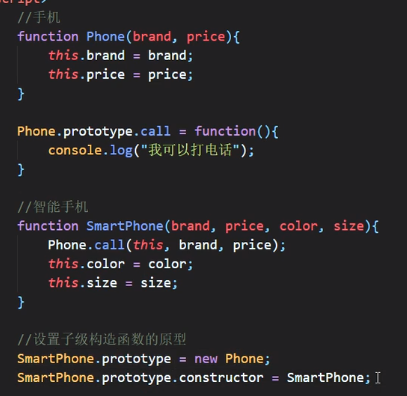 //手机
function Phone(brand, price){
this.brand = brand;
this.price = price;
}
Phone.prototype.call = function(){
console.log("我可以打电话");
}
//智能手机
function SmartPhone(brand, price, color, size){
Phone.call(this, brand, price);
this.color = color;
this.size = size;
}
//设置子级构造函数的原型
SmartPhone.prototype = new Phone;
SmartPhone.prototype.constructor = SmartPhone;